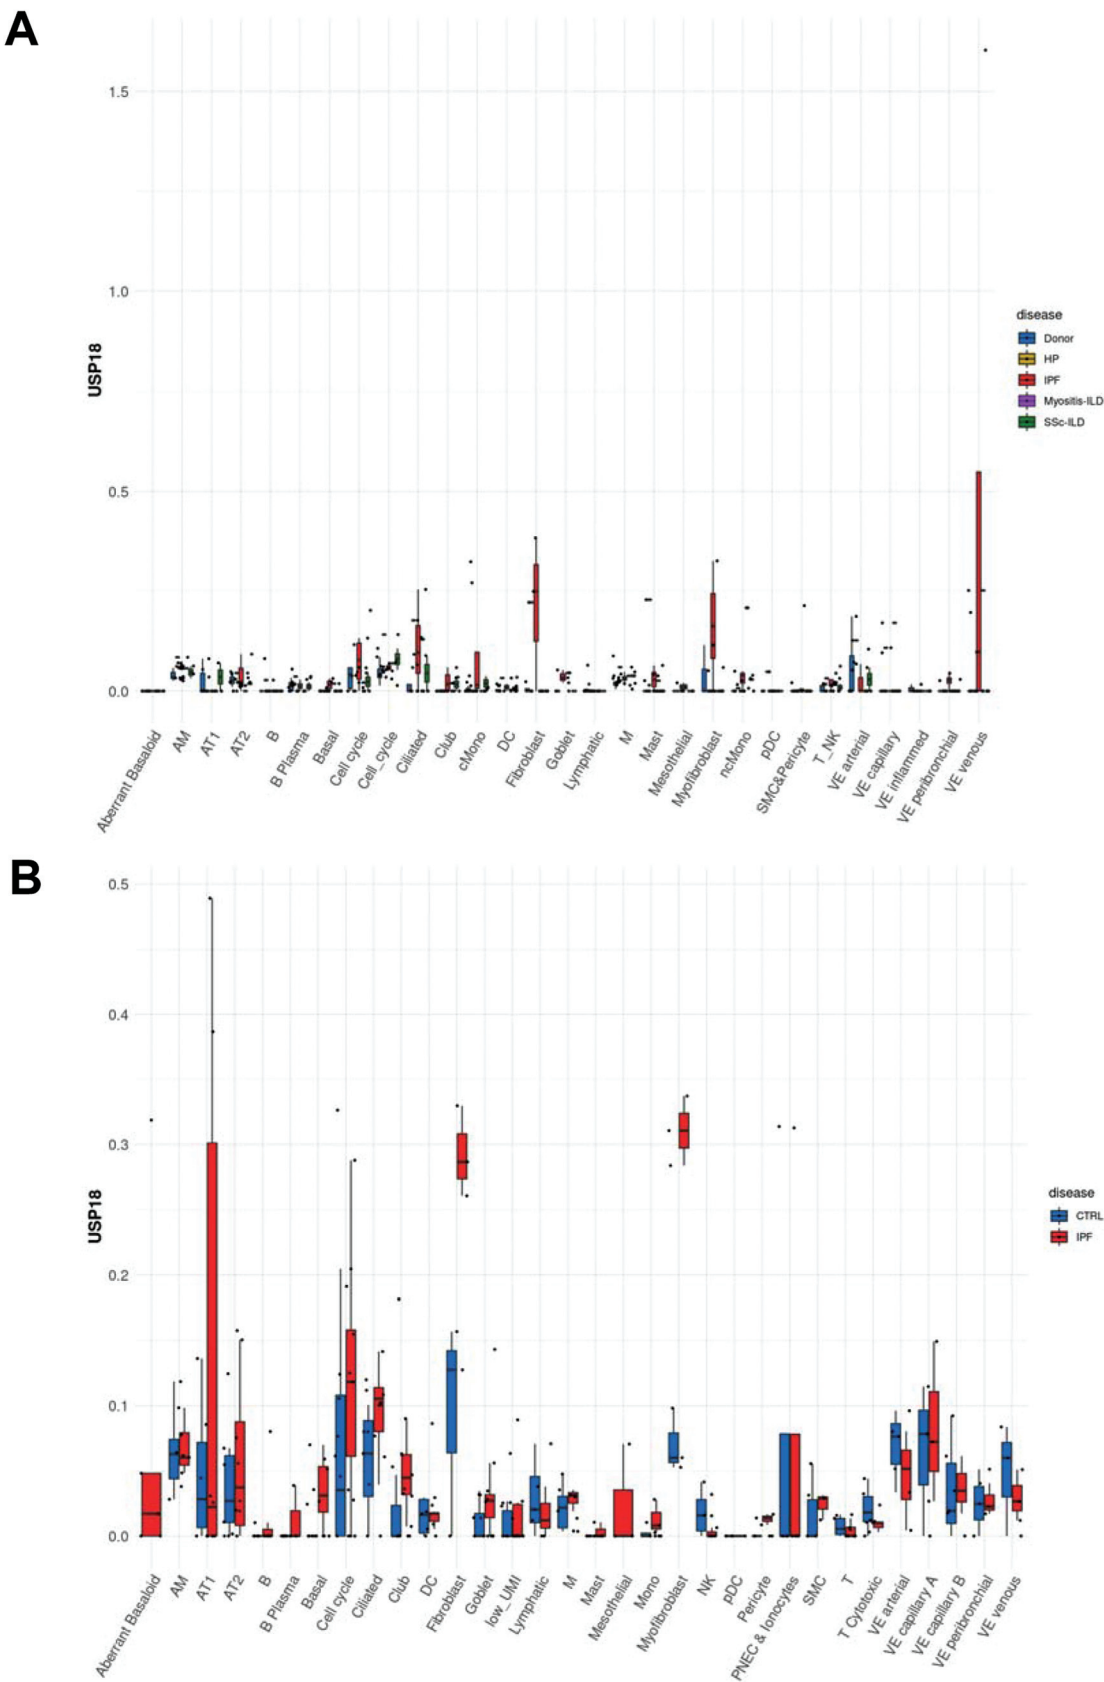 A
1.5
1.0
0.5
0.0
USP18
disease
Donor
HP
IPF
Myositis-ILD
SSc-ILD
Aberrant Basaloid
AM
AT1
AT2
B
B Plasma
Basal
Cell cycle
Cell_cycle
Ciliated
Club
cMono
DC
Fibroblast
Goblet
Lymphatic
M
Mast
Mesothelial
Myofibroblast
ncMono
pDC
SMC&Pericyte
T_NK
VE arterial
VE capillary
VE inflammed
VE peribronchial
VE venous
B
0.5
0.4
0.3
0.2
0.1
0.0
USP18
disease
CTRL
IPF
Aberrant Basaloid
AM
AT1
AT2
B
B Plasma
Basal
Cell cycle
Ciliated
Club
DC
Fibroblast
Goblet
low_UMI
Lymphatic
M
Mast
Mesothelial
Mono
Myofibroblast
NK
pDC
Pericyte
PNEC & Ionocytes
SMC
T
T Cytotoxic
VE arterial
VE capillary A
VE capillary B
VE peribronchial
VE venous